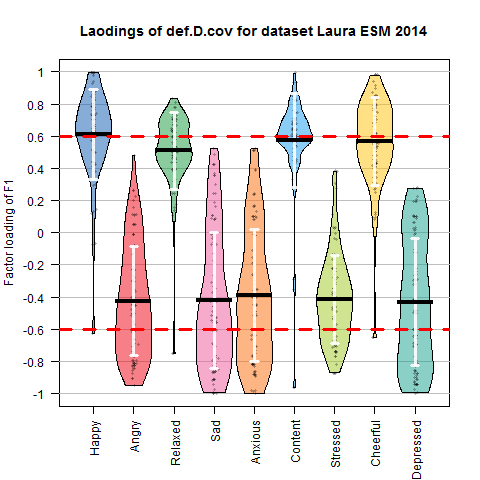 Laodings of def.D.cov for dataset Laura ESM 2014
Factor loading of F1
1
0.8
0.6
0.4
0.2
0
-0.2
-0.4
-0.6
-0.8
-1
Happy
Angry
Relaxed
Sad
Anxious
Content
Stressed
Cheerful
Depressed